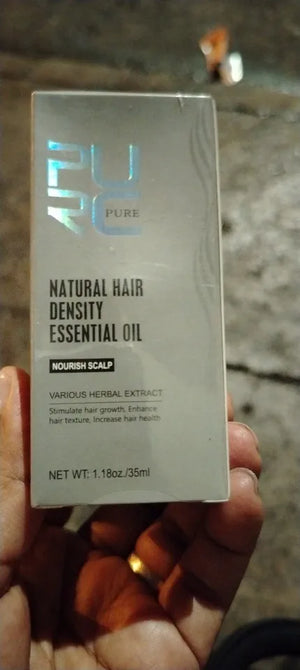 PURC
PURE
NATURAL HAIR
DENSITY
ESSENTIAL OIL
NOURISH SCALP
VARIOUS HERBAL EXTRACT
Stimulate hair growth, Enhance
hair texture, Increase hair health
NET WT: 1.18oz./35ml